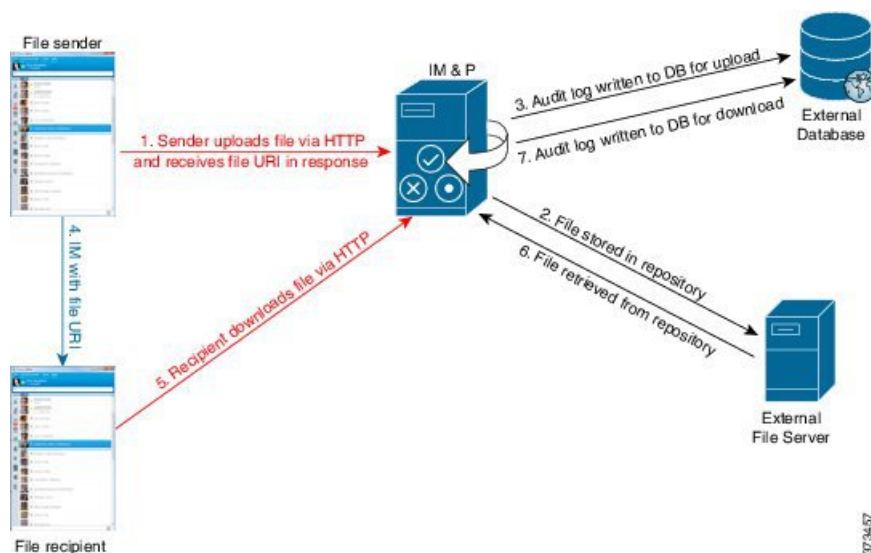 File sender
IM & P
External
Database
1. Sender uploads file via HTTP
and receives file URI in response
3. Audit log written to DB for upload
7. Audit log written to DB for download
2. File stored in repository
6. File retrieved from repository
4. IM with file URI
5. Recipient downloads file via HTTP
External
File Server
File recipient
373457